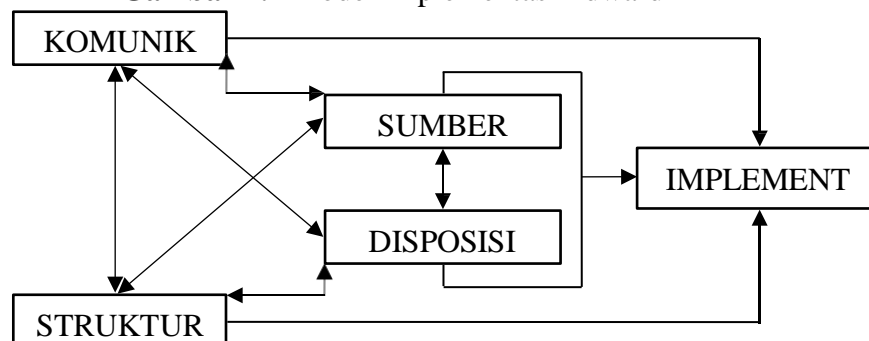 KOMUNIK
SUMBER
IMPLEMENT
DISPOSISI
STRUKTUR